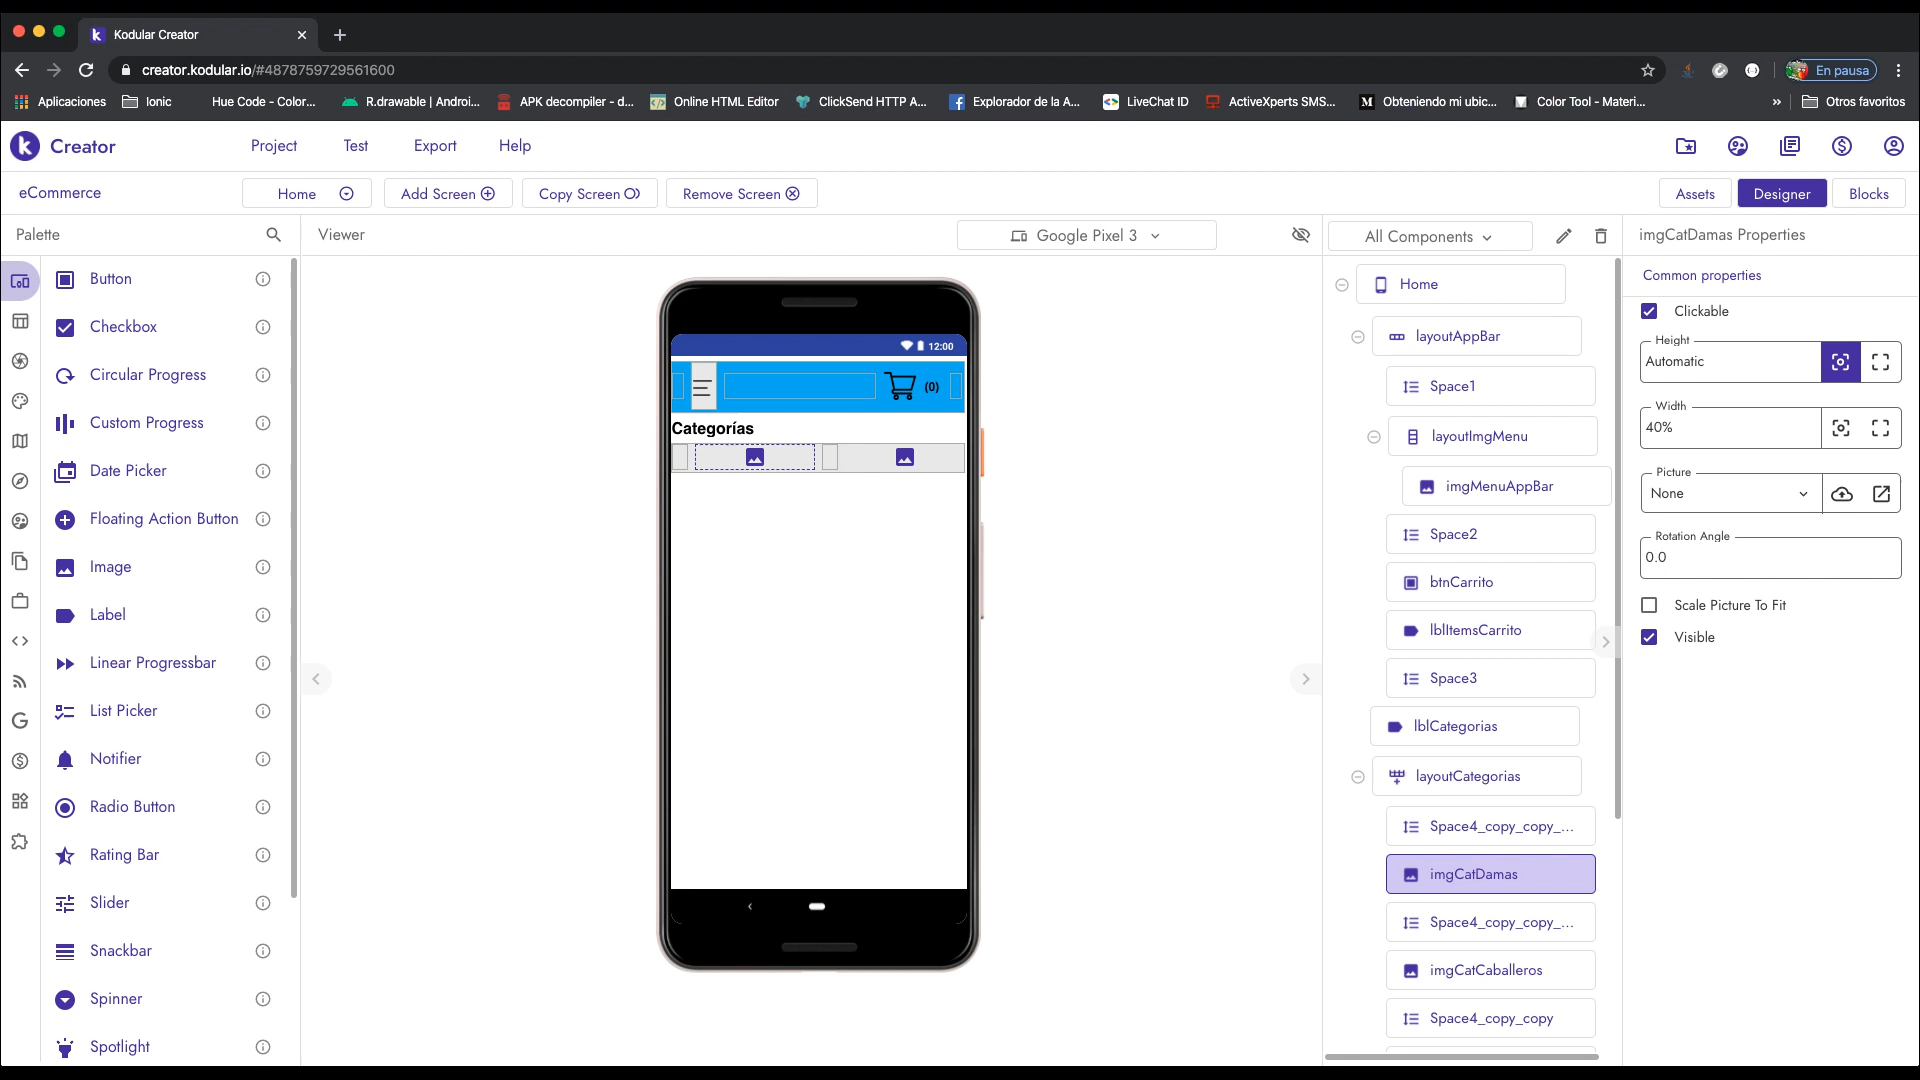 Kodular Creator
creator.kodular.io/#4878759729561600
En pausa
Aplicaciones
Ionic
Hue Code - Color...
R.drawable | Androi...
APK decompiler - d...
Online HTML Editor
ClickSend HTTP A...
Explorador de la A...
LiveChat ID
ActiveXperts SMS...
Obteniendo mi ubic...
Color Tool - Materi...
»
Otros favoritos
Creator
Project
Test
Export
Help
eCommerce
Home
Add Screen
Copy Screen
Remove Screen
Assets
Designer
Blocks
Palette
Viewer
Google Pixel 3
All Components
imgCatDamas Properties
Button
Checkbox
Circular Progress
Custom Progress
Date Picker
Floating Action Button
Image
Label
Linear Progressbar
List Picker
Notifier
Radio Button
Rating Bar
Slider
Snackbar
Spinner
Spotlight
12:00
(0)
Categorías
Home
layoutAppBar
Space1
layoutImgMenu
imgMenuAppBar
Space2
btnCarrito
lblItemsCarrito
Space3
lblCategorias
layoutCategorias
Space4_copy_copy_...
imgCatDamas
Space4_copy_copy_...
imgCatCaballeros
Space4_copy_copy
Common properties
Clickable
Height
Automatic
Width
40%
Picture
None
Rotation Angle
0.0
Scale Picture To Fit
Visible